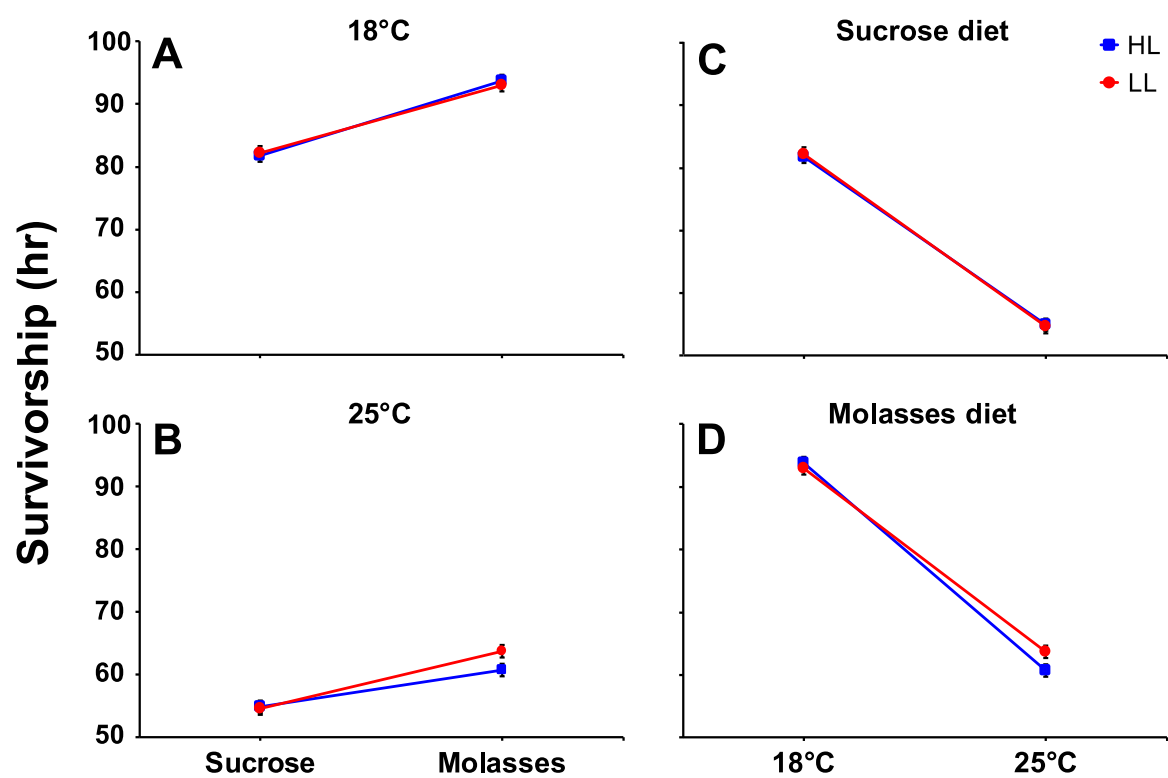 A
18°C
100
90
80
70
60
50
C
Sucrose diet
HL
LL
Survivorship (hr)
B
25°C
100
90
80
70
60
50
Sucrose
Molasses
D
Molasses diet
18°C
25°C